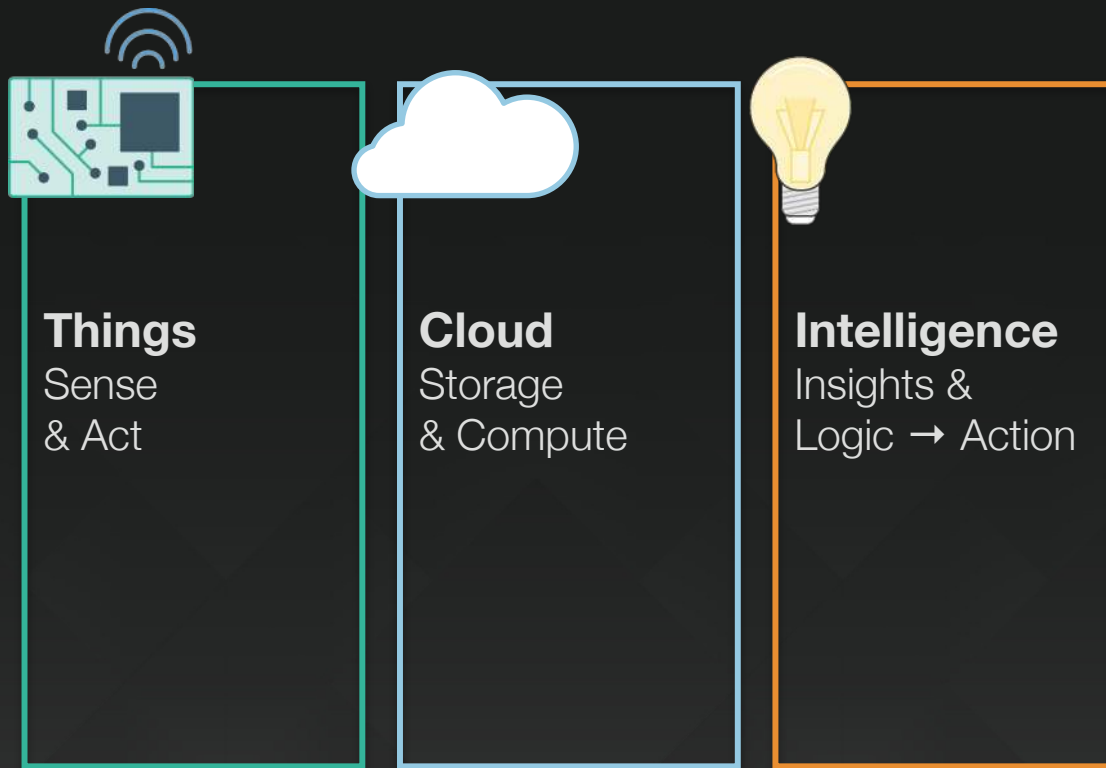 Things
Sense
& Act
Cloud
Storage
& Compute
Intelligence
Insights &
Logic → Action